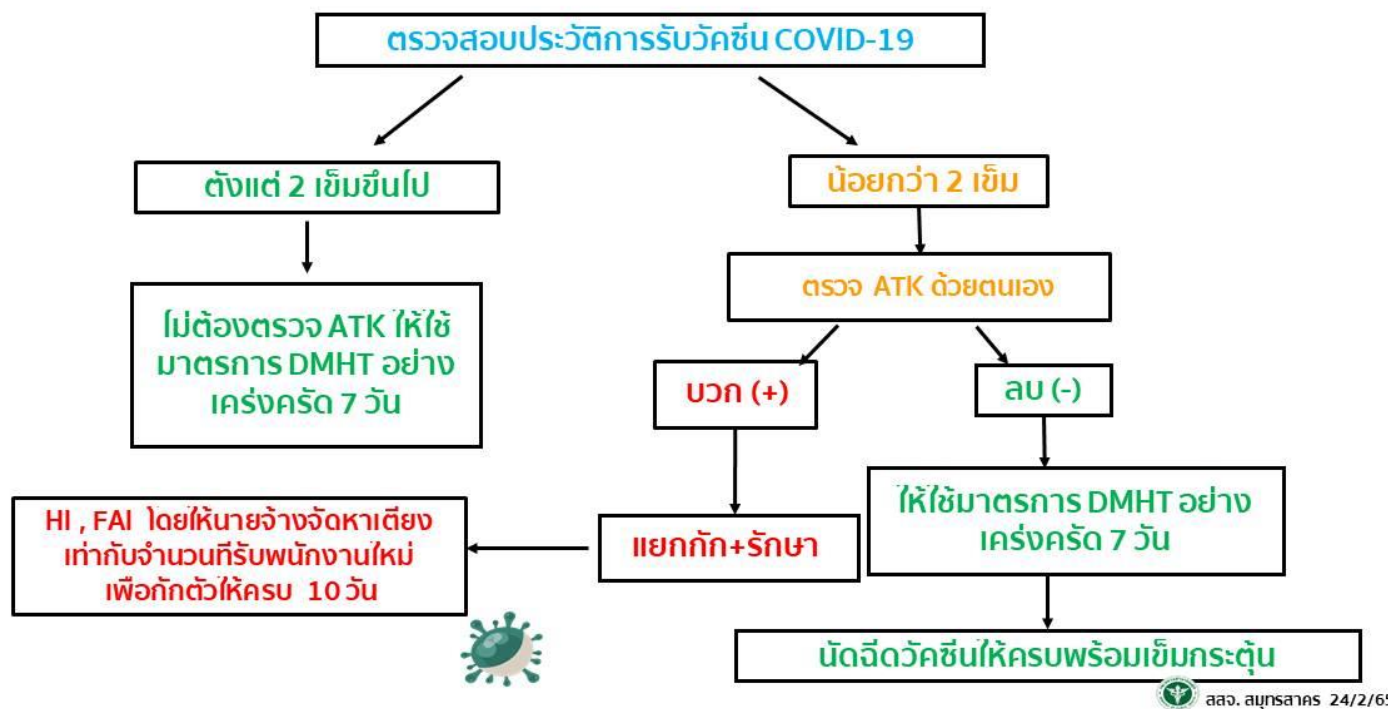 ตรวจสอบประวัติการรับวัคซีน COVID-19
ตั้งแต่ 2 เข็มขึ้นไป
น้อยกว่า 2 เข็ม
ไม่ต้องตรวจ ATK ให้ใช้
มาตรการ DMHT อย่าง
เคร่งครัด 7 วัน
ตรวจ ATK ด้วยตนเอง
บวก (+)
ลบ (-)
HI , FAI โดยให้นายจ้างจัดหาเตียง
เท่ากับจำนวนที่รับพนักงานใหม่
เพื่อกักตัวให้ครบ 10 วัน
แยกกัก+รักษา
ให้ใช้มาตรการ DMHT อย่าง
เคร่งครัด 7 วัน
นัดฉีดวัคซีนให้ครบพร้อมเข็มกระตุ้น
สสจ. สมุทรสาคร 24/2/65